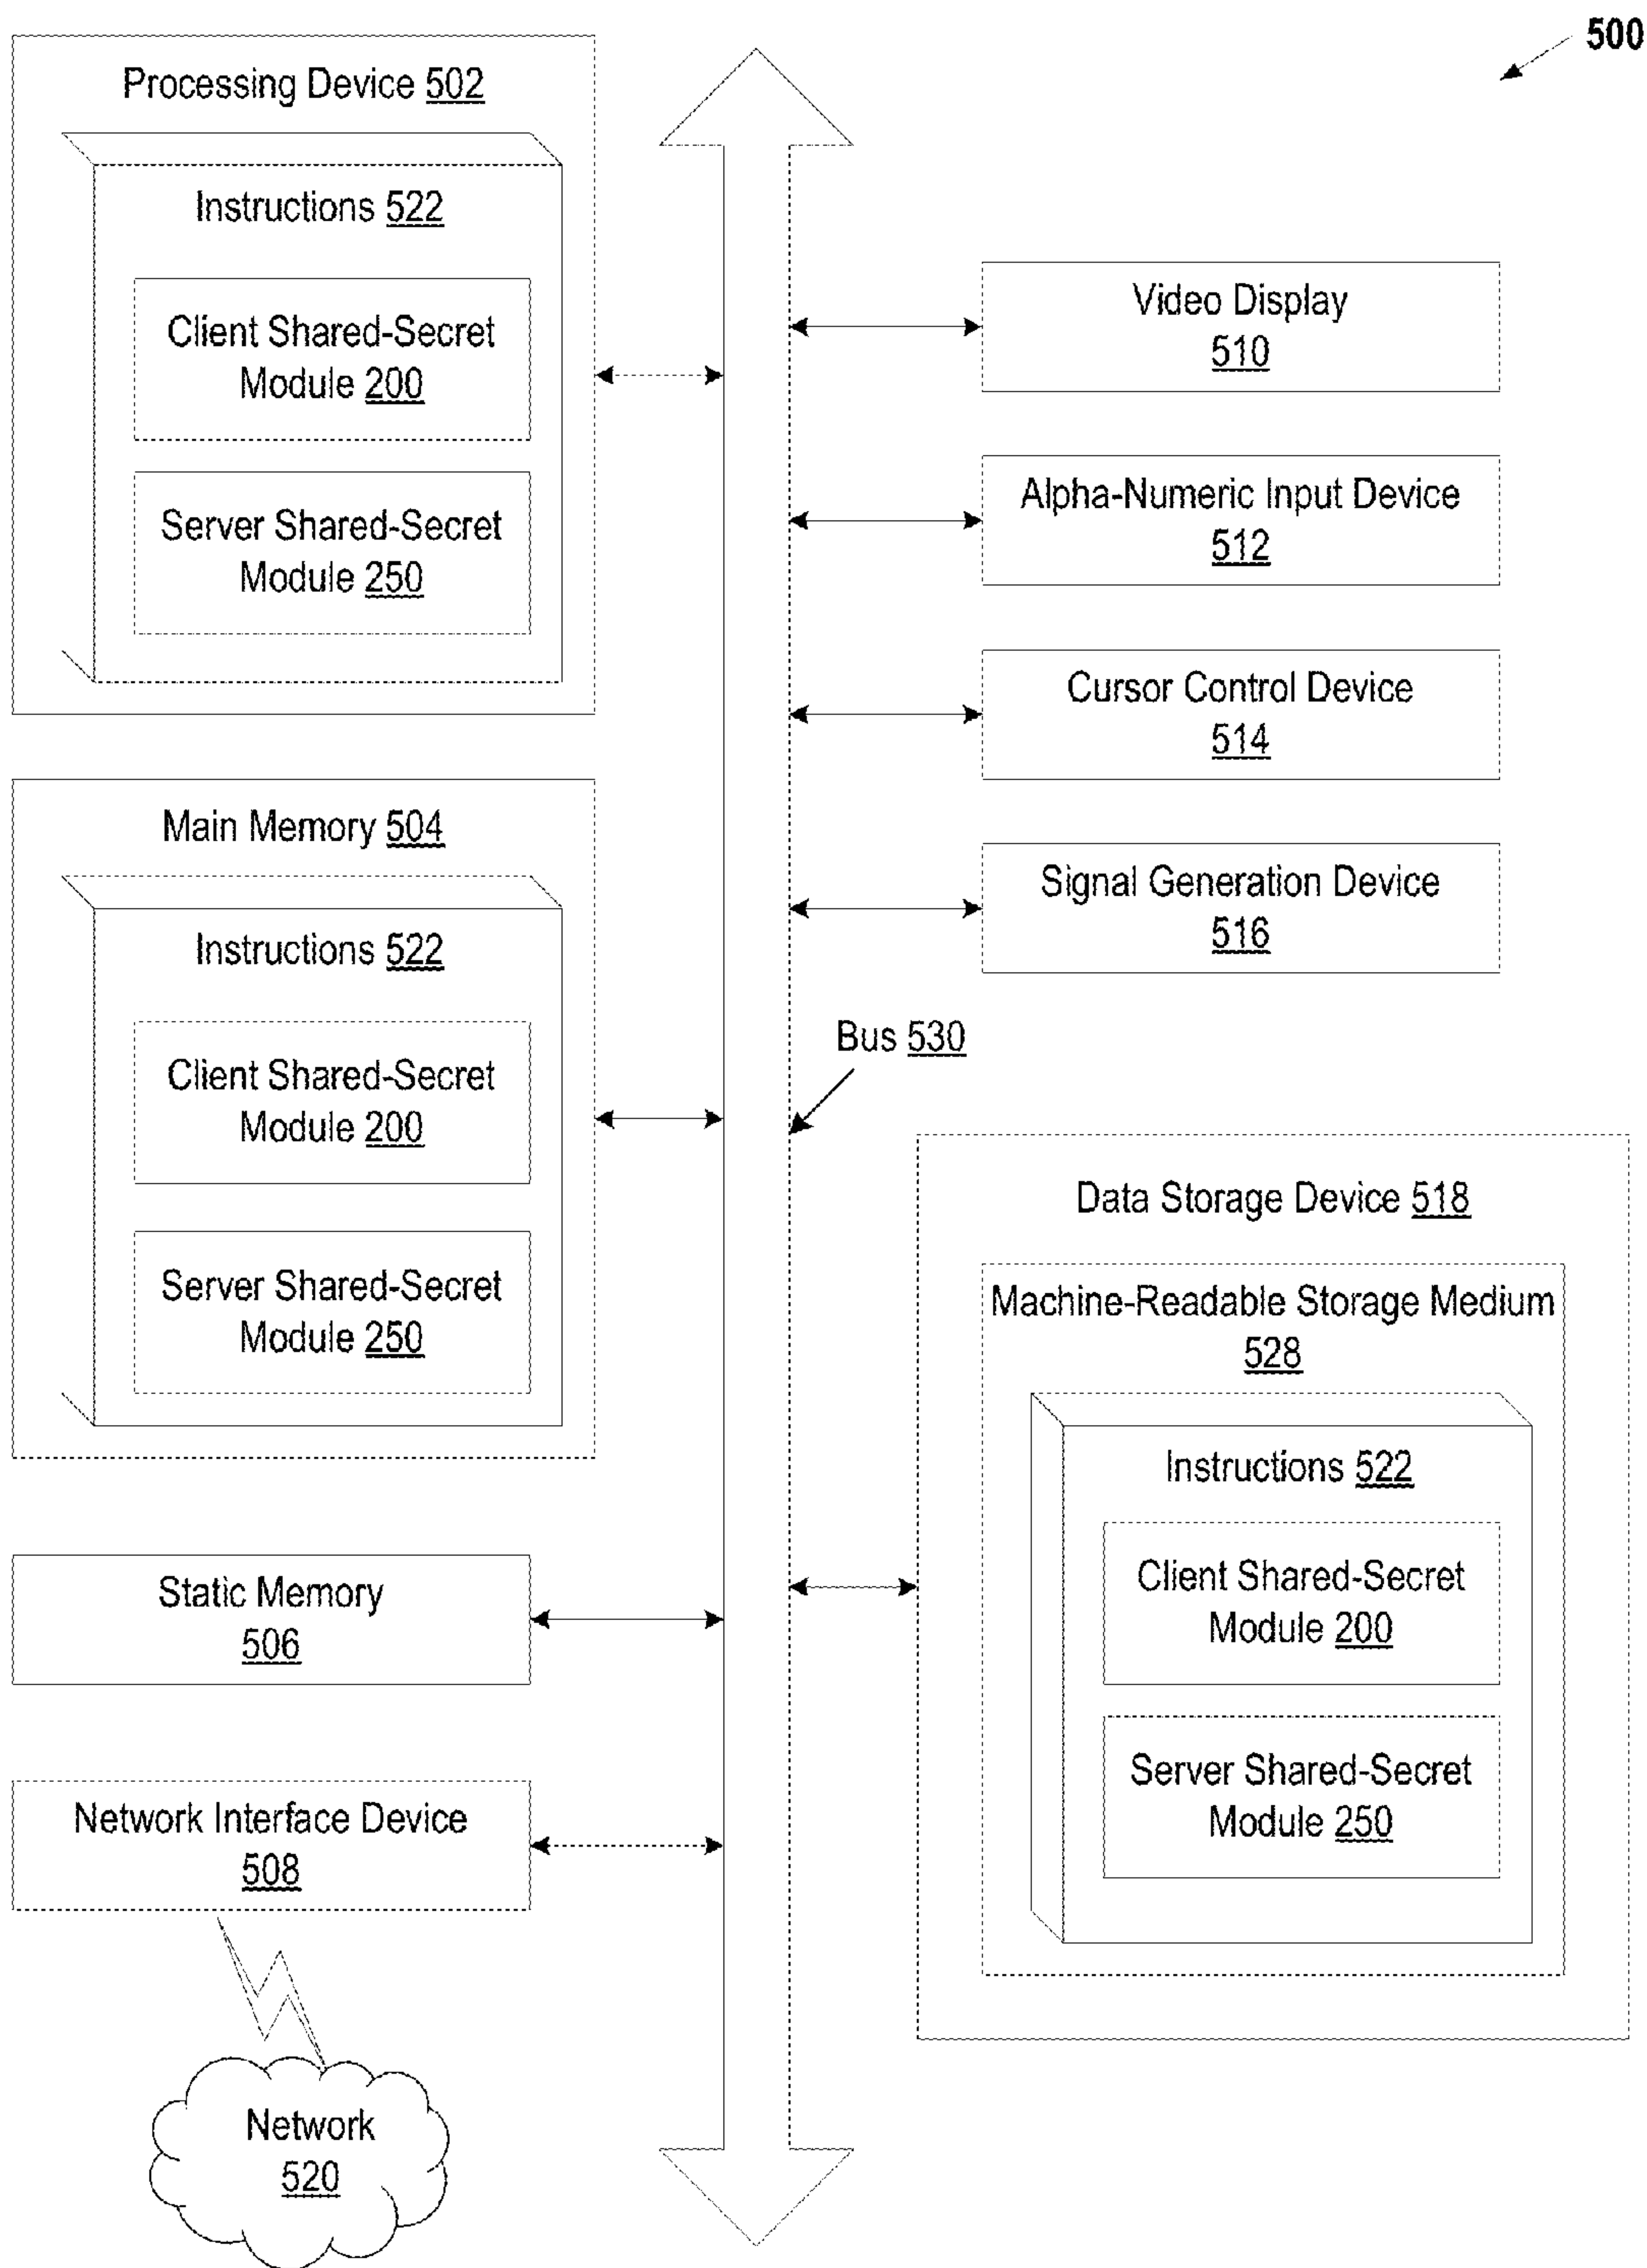 500
Processing Device 502
Instructions 522
Client Shared-Secret
Module 200
Server Shared-Secret
Module 250
Main Memory 504
Instructions 522
Client Shared-Secret
Module 200
Server Shared-Secret
Module 250
Static Memory
506
Network Interface Device
508
Network
520
Video Display
510
Alpha-Numeric Input Device
512
Cursor Control Device
514
Signal Generation Device
516
Bus 530
Data Storage Device 518
Machine-Readable Storage Medium
528
Instructions 522
Client Shared-Secret
Module 200
Server Shared-Secret
Module 250